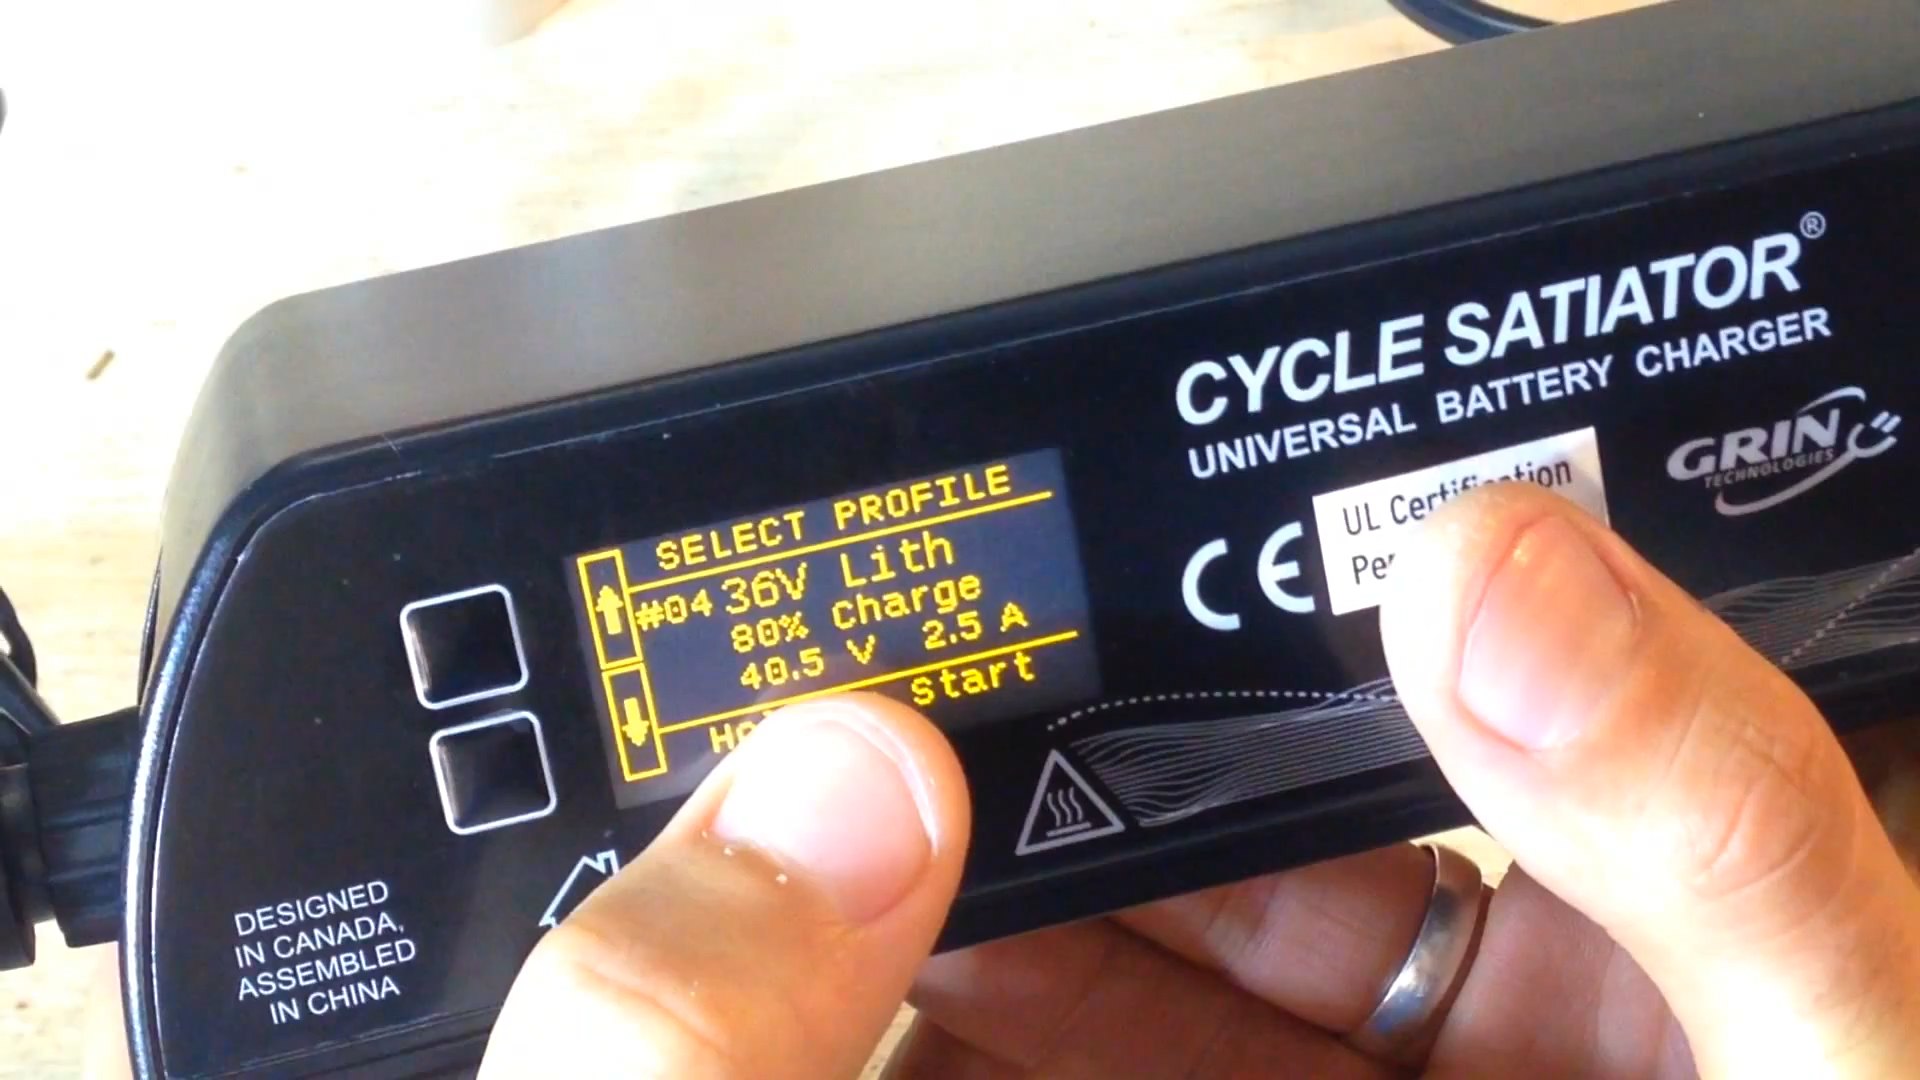 CYCLE SATIATOR®
UNIVERSAL BATTERY CHARGER
GRIN
TECHNOLOGIES
CE
UL
SELECT PROFILE
#04 36V Lith
80% Charge
40.5 V 2.5 A
Start
DESIGNED
IN CANADA,
ASSEMBLED
IN CHINA